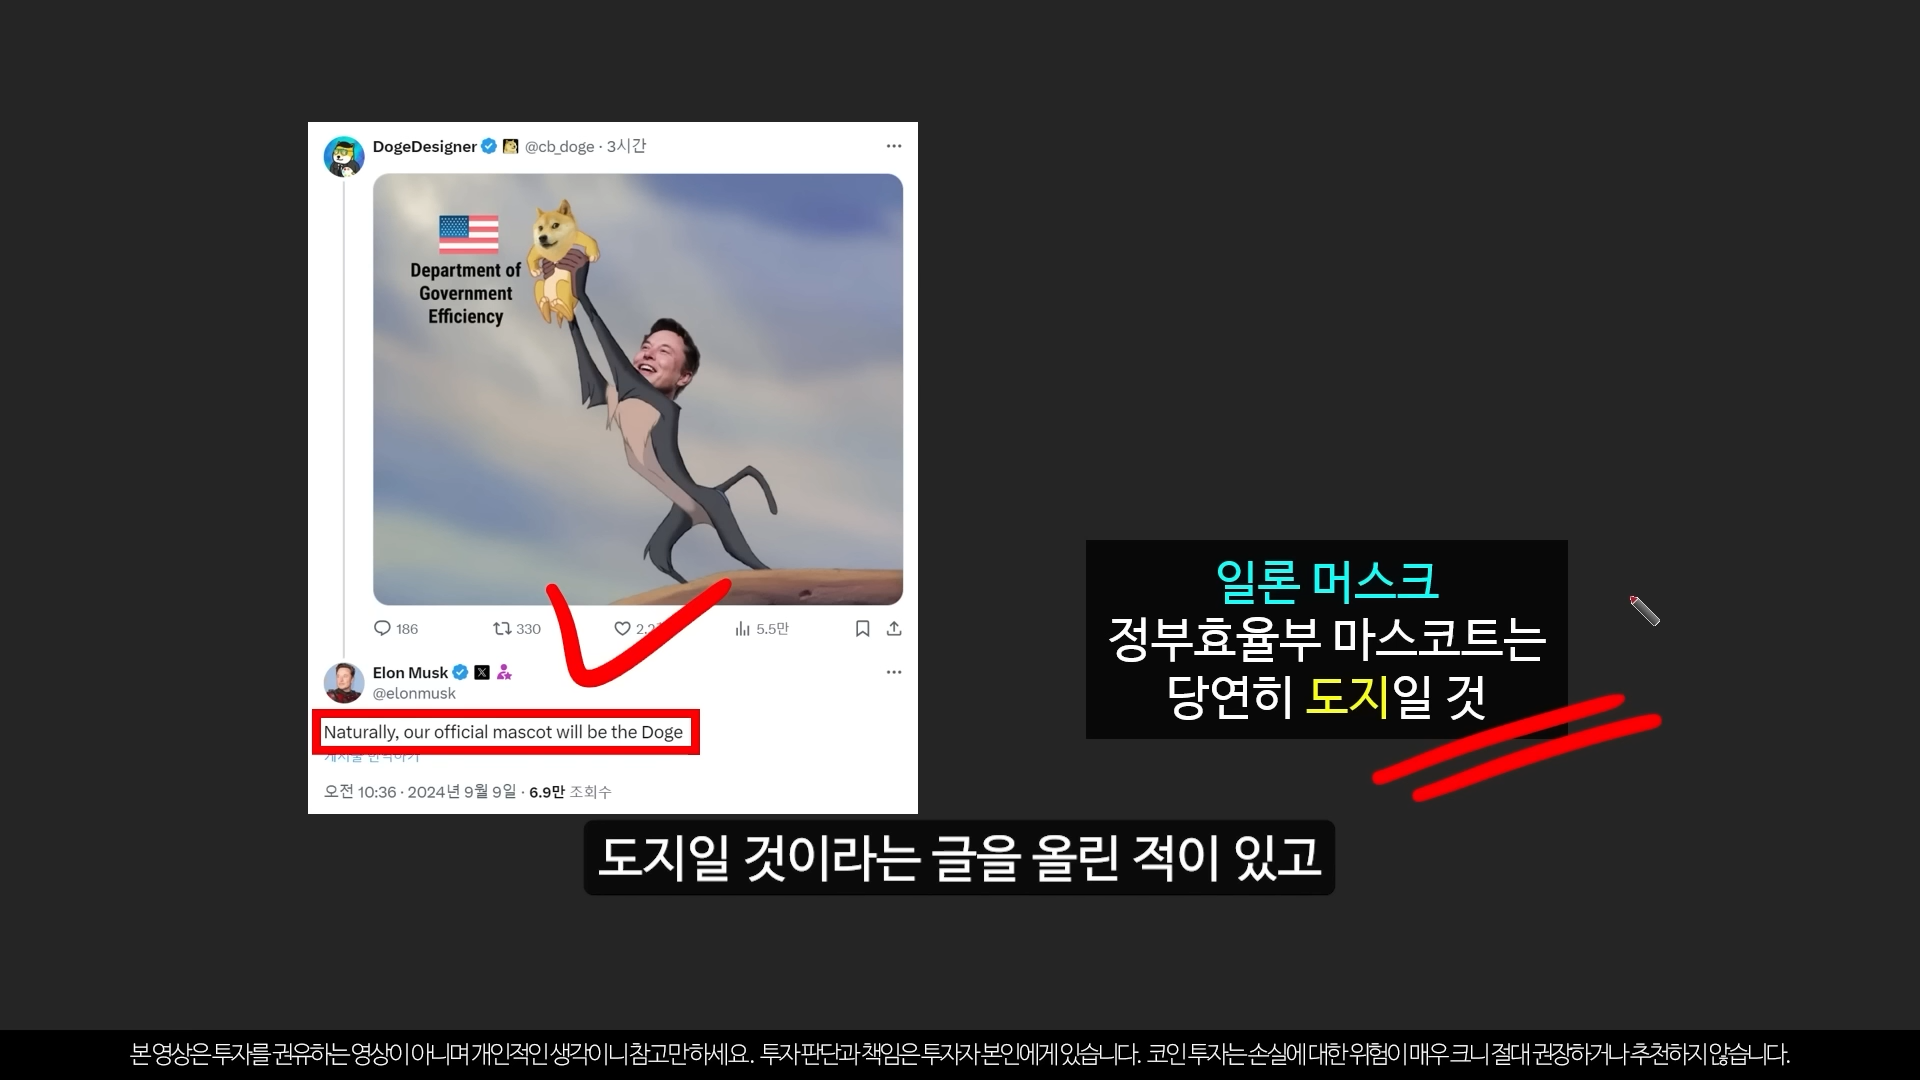 DogeDesigner @cb_doge · 3시간
Department of
Government
Efficiency
186 330 5.5만
Elon Musk
@elonmusk
Naturally, our official mascot will be the Doge
게시물 번역하기
오전 10:36 · 2024년 9월 9일 · 6.9만 조회수
일론 머스크
정부효율부 마스코트는
당연히 도지일 것
도지일 것이라는 글을 올린 적이 있고
본 영상은 투자를 권유하는 영상이 아니며 개인적인 생각이니 참고만 하세요. 투자 판단과 책임은 투자자 본인에게 있습니다. 코인 투자는 손실에 대한 위험이 매우 크니 절대 권장하거나 추천하지 않습니다.